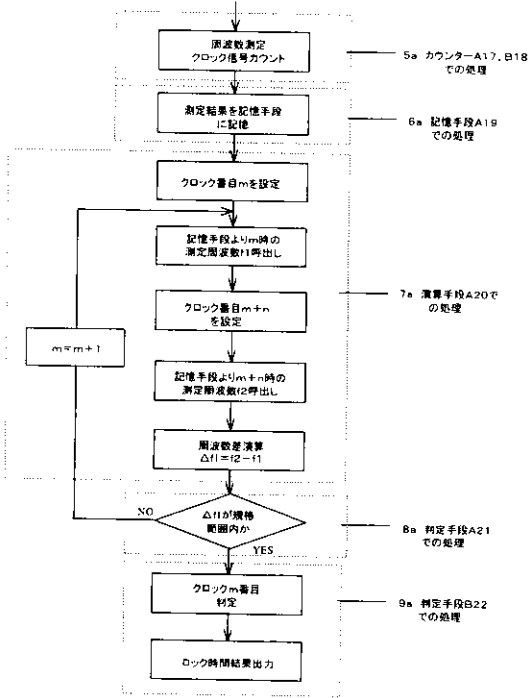 周波数測定
クロック信号カウント
5a カウンターA17,B18
での処理
測定結果を記憶手段
に記憶
6a 記憶手段A19
での処理
クロック番目mを設定
記憶手段よりm時の
測定周波数f1呼出し
クロック番目m+n
を設定
7a 演算手段A20で
の処理
m=m+1
記憶手段よりm+n時の
測定周波数f2呼出し
周波数差演算
△f1=f2-f1
NO
△f1が規格
範囲内か
8a 判定手段A21
での処理
YES
クロックm番目
判定
9a 判定手段B22
での処理
ロック時間結果出力